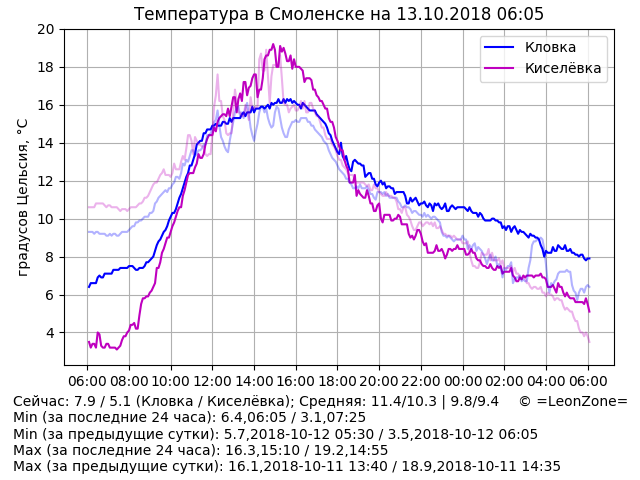 Температура в Смоленске на 13.10.2018 06:05
Кловка
Киселёвка
градусов Цельсия, °C
20
18
16
14
12
10
8
6
4
06:00 08:00 10:00 12:00 14:00 16:00 18:00 20:00 22:00 00:00 02:00 04:00 06:00
Сейчас: 7.9 / 5.1 (Кловка / Киселёвка); Средняя: 11.4/10.3 | 9.8/9.4 © =LeonZone=
Min (за последние 24 часа): 6.4,06:05 / 3.1,07:25
Min (за предыдущие сутки): 5.7,2018-10-12 05:30 / 3.5,2018-10-12 06:05
Max (за последние 24 часа): 16.3,15:10 / 19.2,14:55
Max (за предыдущие сутки): 16.1,2018-10-11 13:40 / 18.9,2018-10-11 14:35